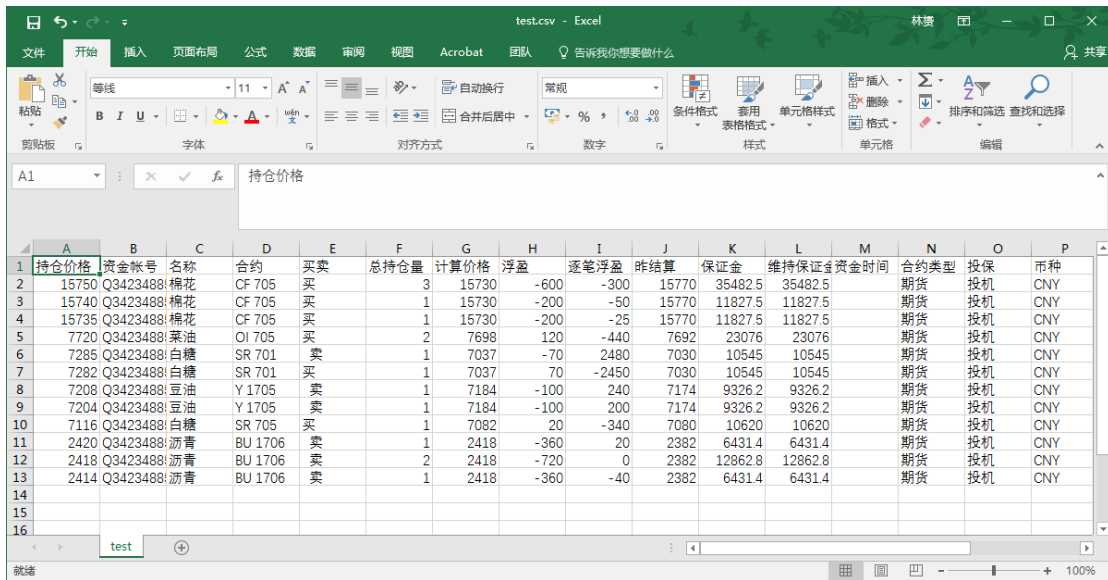 test.csv - Excel 林赟
文件 开始 插入 页面布局 公式 数据 审阅 视图 Acrobat 团队 告诉我你想要做什么 共享
粘贴 等线 11 A A 自动换行 常规 条件格式 套用 表格格式 单元格样式 插入 删除 格式 排序和筛选 查找和选择
B I U A wén 文 合并后居中 % ,
剪贴板 字体 对齐方式 数字 样式 单元格 编辑
A1 fx 持仓价格
A B C D E F G H I J K L M N O P
1 持仓价格 资金帐号 名称 合约 买卖 总持仓量 计算价格 浮盈 逐笔浮盈 昨结算 保证金 维持保证金 资金时间 合约类型 投保 币种
2 15750 Q3423488 棉花 CF 705 买 3 15730 -600 -300 15770 35482.5 35482.5 期货 投机 CNY
3 15740 Q3423488 棉花 CF 705 买 1 15730 -200 -50 15770 11827.5 11827.5 期货 投机 CNY
4 15735 Q3423488 棉花 CF 705 买 1 15730 -200 -25 15770 11827.5 11827.5 期货 投机 CNY
5 7720 Q3423488 菜油 OI 705 买 2 7698 120 -440 7692 23076 23076 期货 投机 CNY
6 7285 Q3423488 白糖 SR 701 卖 1 7037 -70 2480 7030 10545 10545 期货 投机 CNY
7 7282 Q3423488 白糖 SR 701 买 1 7037 70 -2450 7030 10545 10545 期货 投机 CNY
8 7208 Q3423488 豆油 Y 1705 卖 1 7184 -100 240 7174 9326.2 9326.2 期货 投机 CNY
9 7204 Q3423488 豆油 Y 1705 卖 1 7184 -100 200 7174 9326.2 9326.2 期货 投机 CNY
10 7116 Q3423488 白糖 SR 705 买 1 7082 20 -340 7080 10620 10620 期货 投机 CNY
11 2420 Q3423488 沥青 BU 1706 卖 1 2418 -360 20 2382 6431.4 6431.4 期货 投机 CNY
12 2418 Q3423488 沥青 BU 1706 卖 2 2418 -720 0 2382 12862.8 12862.8 期货 投机 CNY
13 2414 Q3423488 沥青 BU 1706 卖 1 2418 -360 -40 2382 6431.4 6431.4 期货 投机 CNY
14
15
16
test
就绪 100%